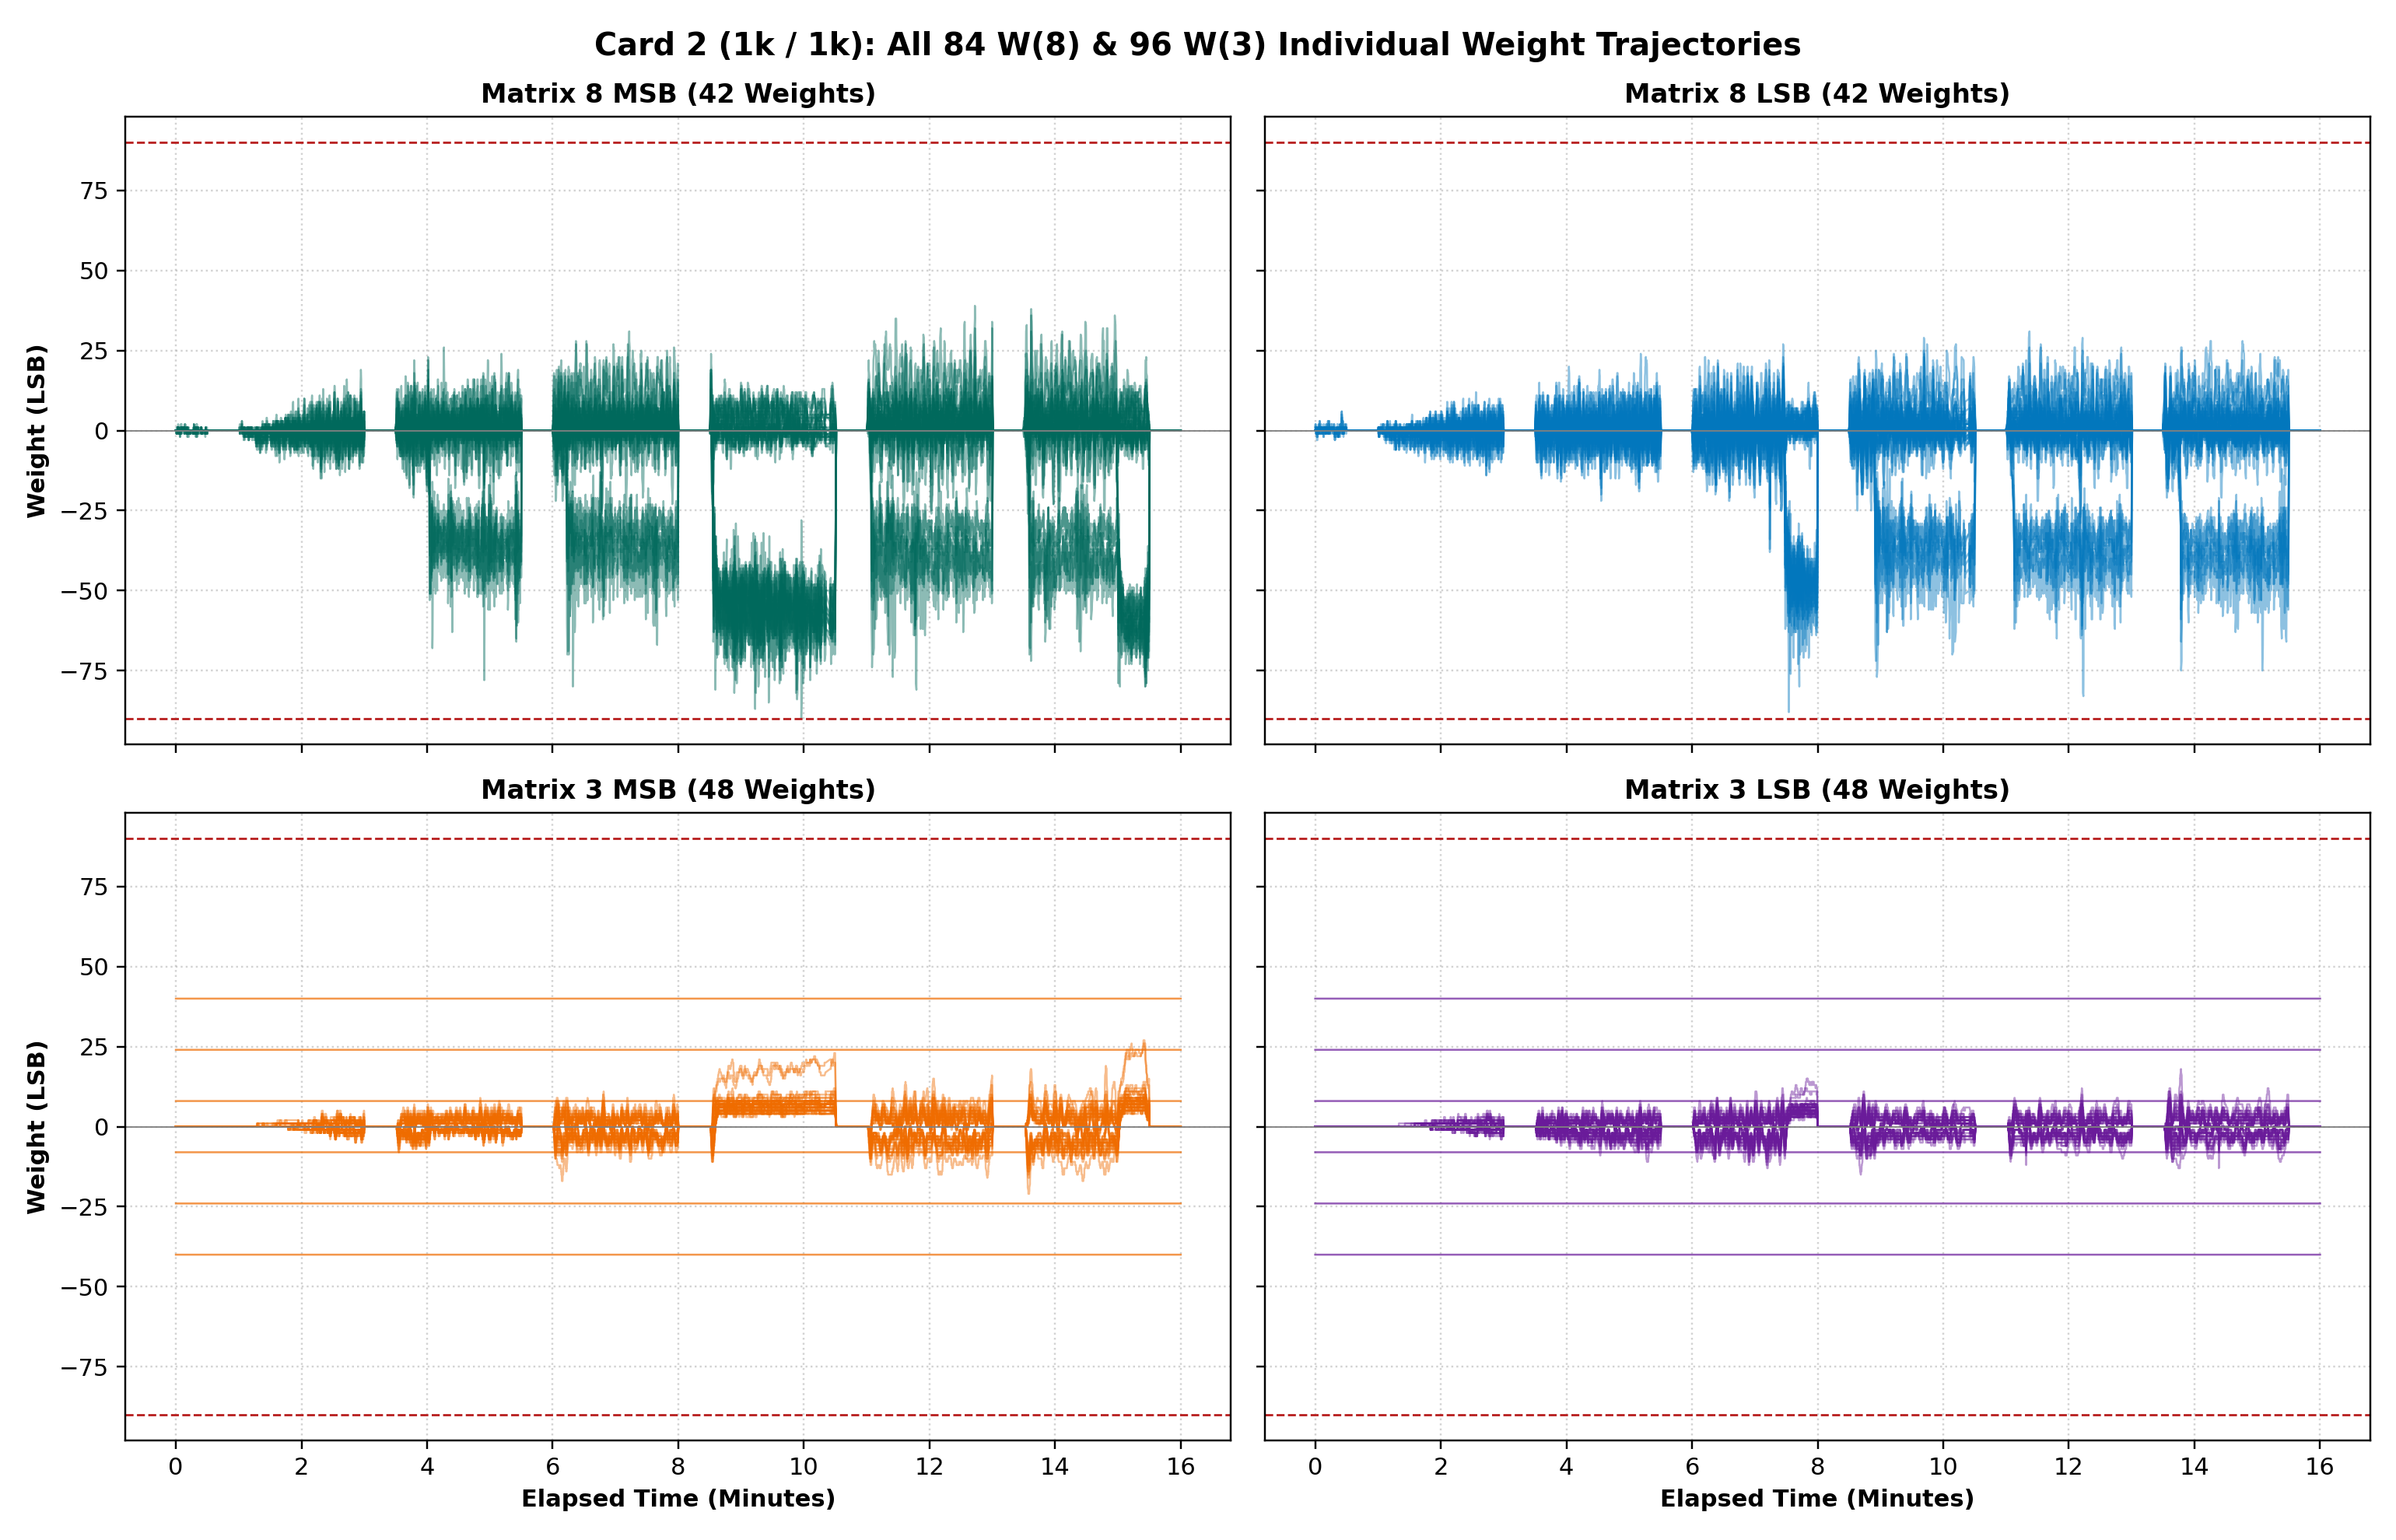 Card 2 (1k / 1k): All 84 W(8) & 96 W(3) Individual Weight Trajectories
Matrix 8 MSB (42 Weights)
Matrix 8 LSB (42 Weights)
Weight (LSB)
75
50
25
0
−25
−50
−75
Matrix 3 MSB (48 Weights)
Matrix 3 LSB (48 Weights)
Weight (LSB)
75
50
25
0
−25
−50
−75
0 2 4 6 8 10 12 14 16
0 2 4 6 8 10 12 14 16
Elapsed Time (Minutes)
Elapsed Time (Minutes)